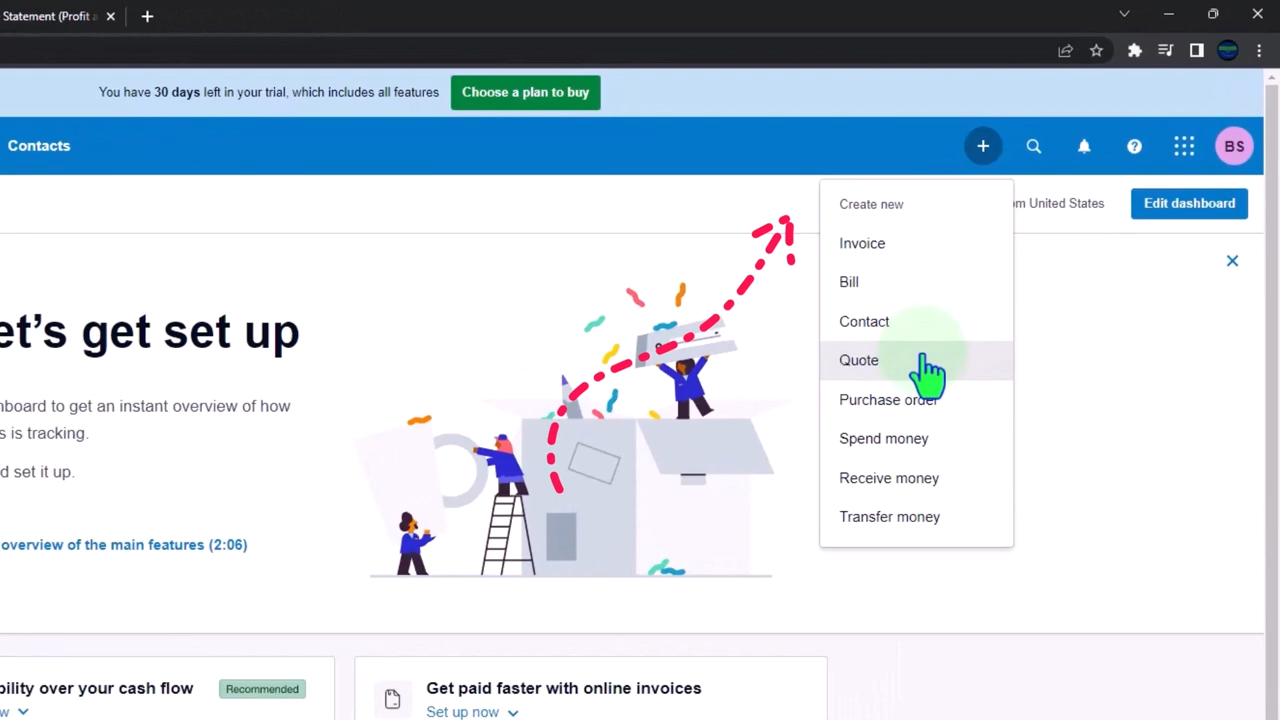 Statement (Profit a
You have 30 days left in your trial, which includes all features
Choose a plan to buy
Contacts
BS
Create new
Invoice
Bill
Contact
Quote
Purchase order
Spend money
Receive money
Transfer money
om United States
Edit dashboard
et’s get set up
nboard to get an instant overview of how
s is tracking.
d set it up.
overview of the main features (2:06)
bility over your cash flow
Recommended
w
Get paid faster with online invoices
Set up now